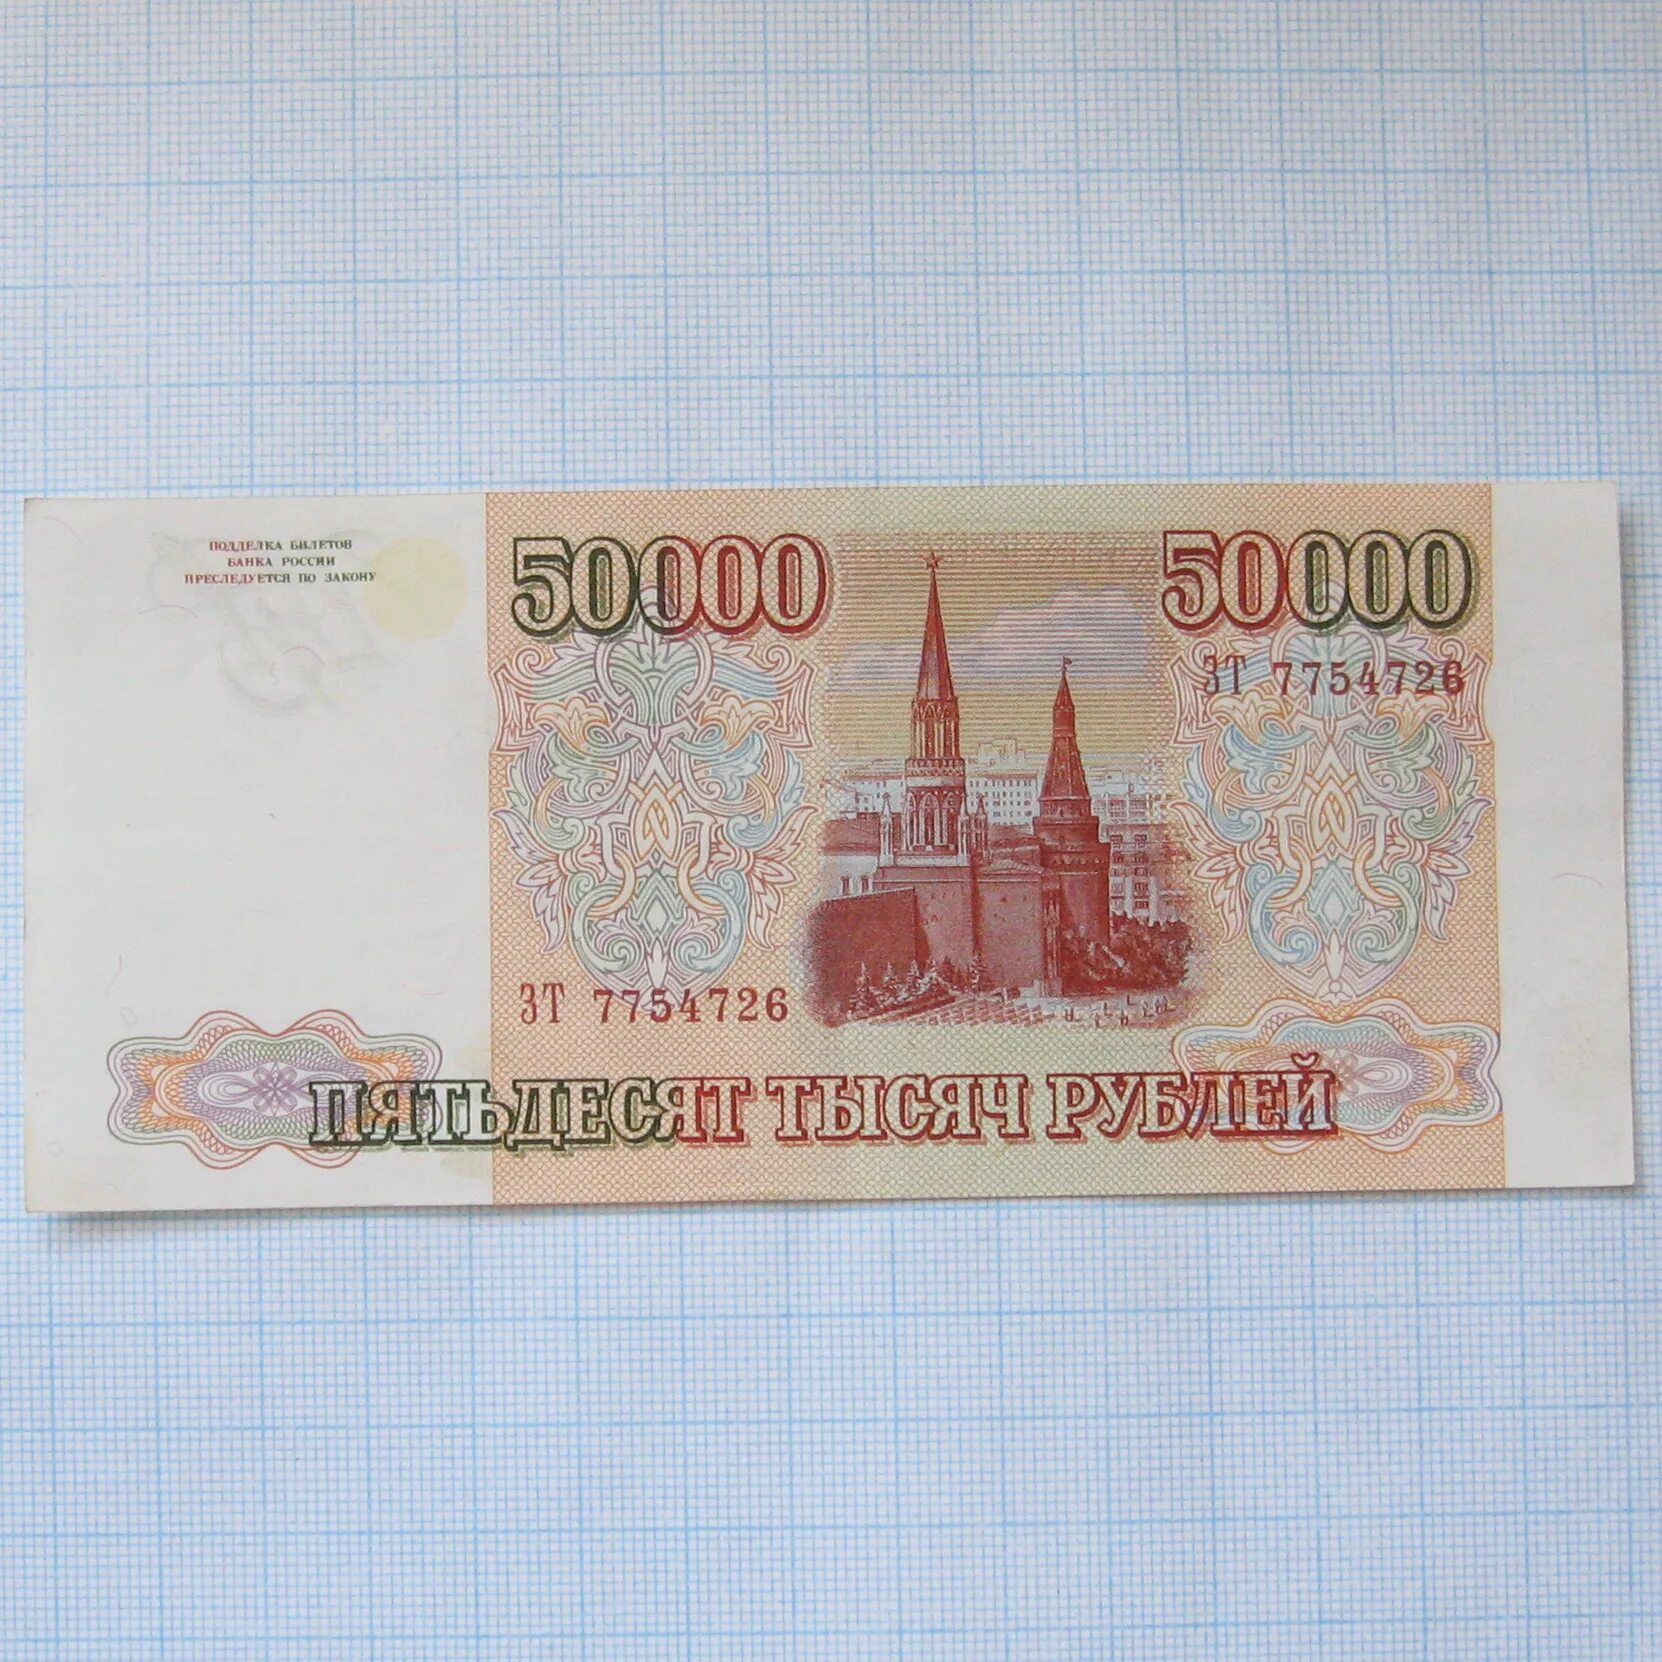 ПОДДЕЛКА БИЛЕТОВ
БАНКА РОССИИ
ПРЕСЛЕДУЕТСЯ ПО ЗАКОНУ
50000
50000
ЗТ 7754726
ЗТ 7754726
ПЯТЬДЕСЯТ ТЫСЯЧ РУБЛЕЙ